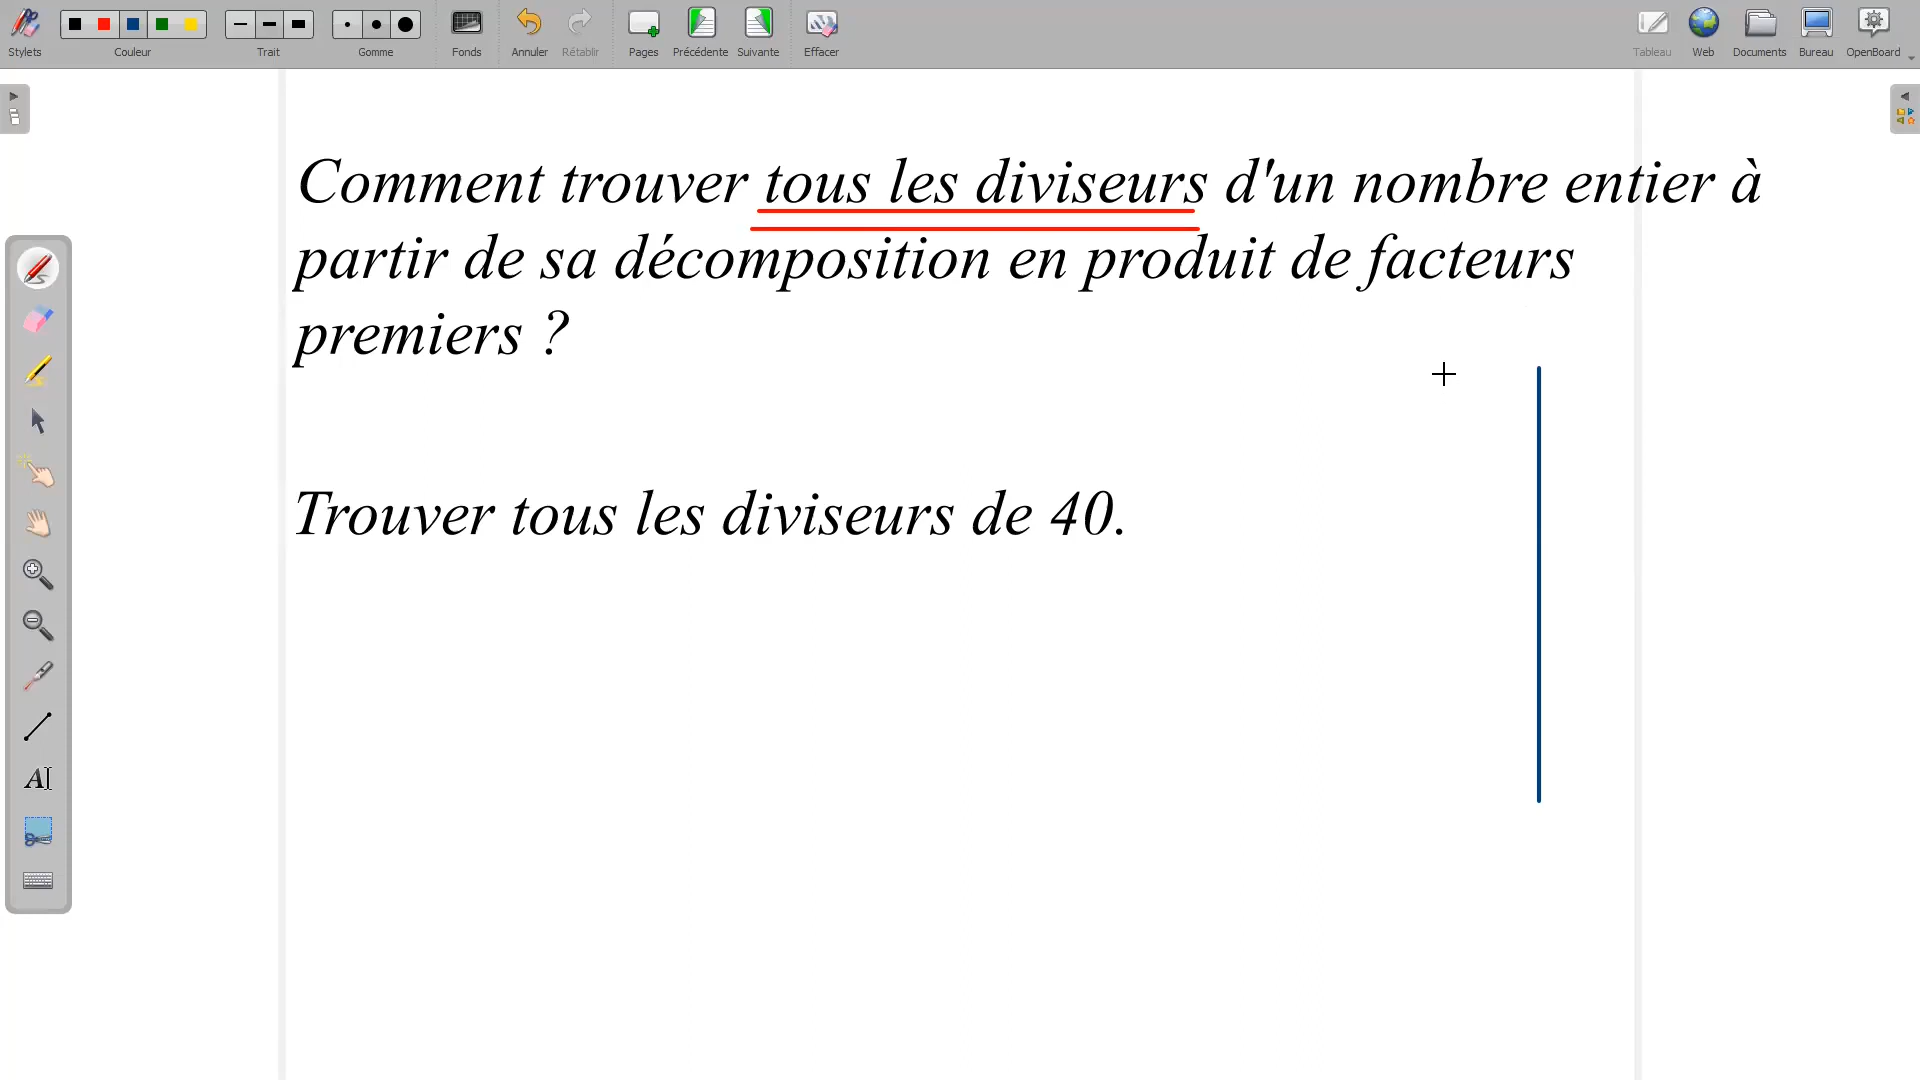 Stylets Couleur Trait Gomme Fonds Annuler Rétablir Pages Précédente Suivante Effacer Tableau Web Documents Bureau OpenBoard
Comment trouver tous les diviseurs d'un nombre entier à
partir de sa décomposition en produit de facteurs
premiers ?
Trouver tous les diviseurs de 40.